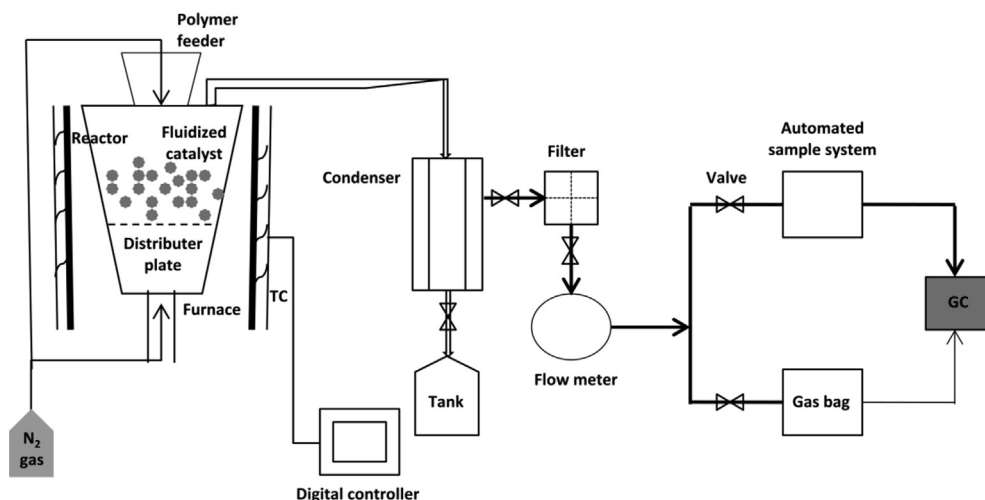 Polymer
feeder
Reactor
Fluidized
catalyst
Distributer
plate
Furnace
TC
N₂
gas
Digital controller
Condenser
Tank
Filter
Flow meter
Valve
Automated
sample system
Gas bag
GC